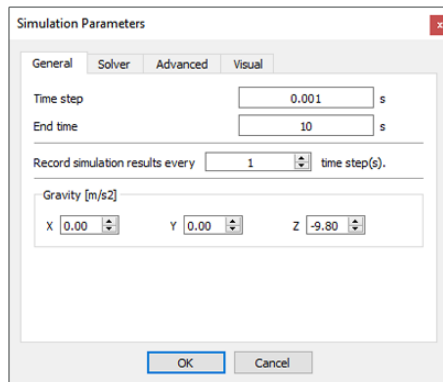 Simulation Parameters
x
General Solver Advanced Visual
Time step 0.001 s
End time 10 s
Record simulation results every 1 time step(s).
Gravity [m/s2]
X 0.00 Y 0.00 Z -9.80
OK Cancel